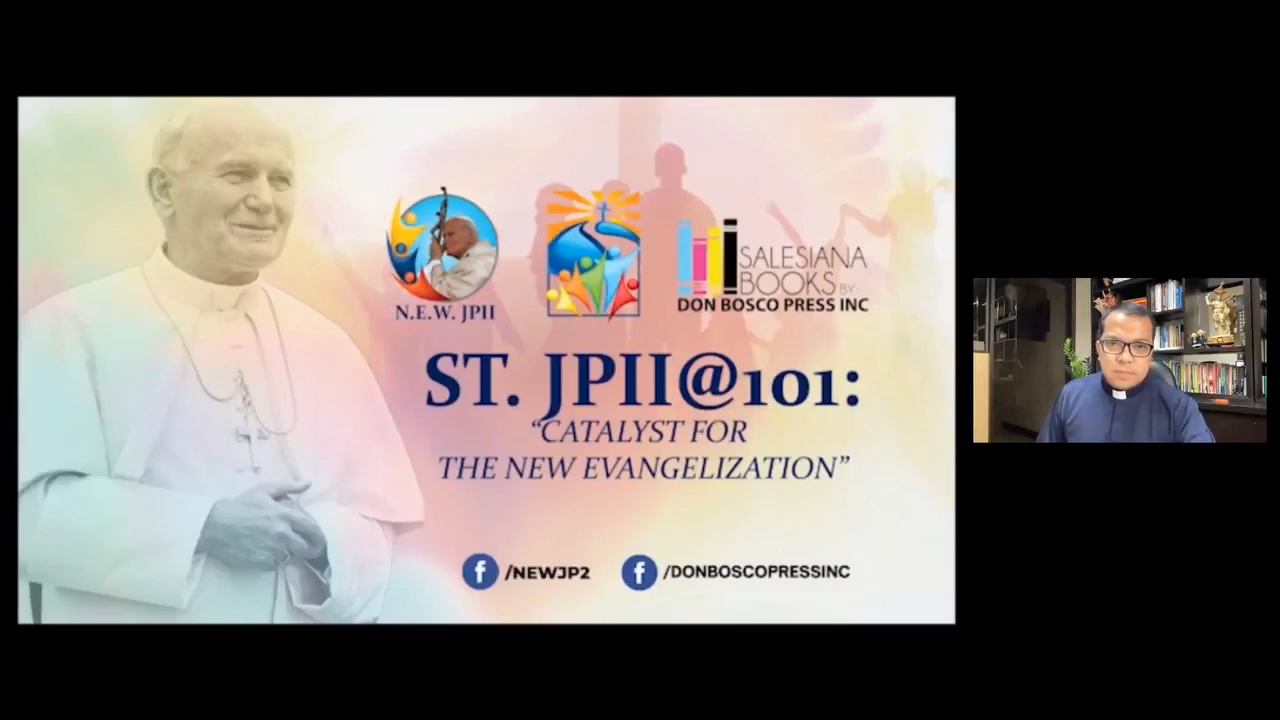 N.E.W. JPII
SALESIANA
BOOKS BY:
DON BOSCO PRESS INC
ST. JPII@101:
“CATALYST FOR
THE NEW EVANGELIZATION”
/NEWJP2
/DONBOSCOPRESSINC